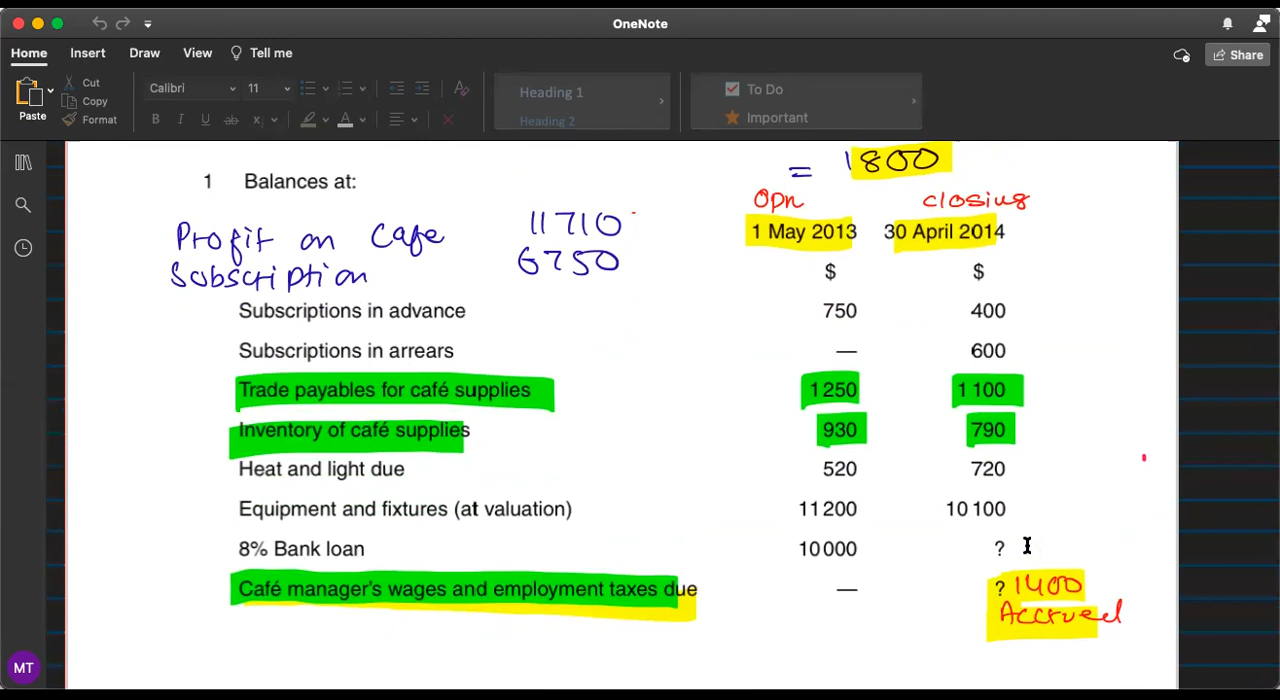 OneNote
Home Insert Draw View Tell me Share
Paste Cut Copy Format Calibri 11 Heading 1 Heading 2 To Do Important
B I U ab x A
= 1800
1 Balances at:
Opn closing
1 May 2013 30 April 2014
Profit on Cafe 11710
Subscription 6750
$ $
Subscriptions in advance 750 400
Subscriptions in arrears — 600
Trade payables for café supplies 1 250 1 100
Inventory of café supplies 930 790
Heat and light due 520 720
Equipment and fixtures (at valuation) 11 200 10 100
8% Bank loan 10 000 ?
Café manager's wages and employment taxes due — ? 1400
Accrued
MT